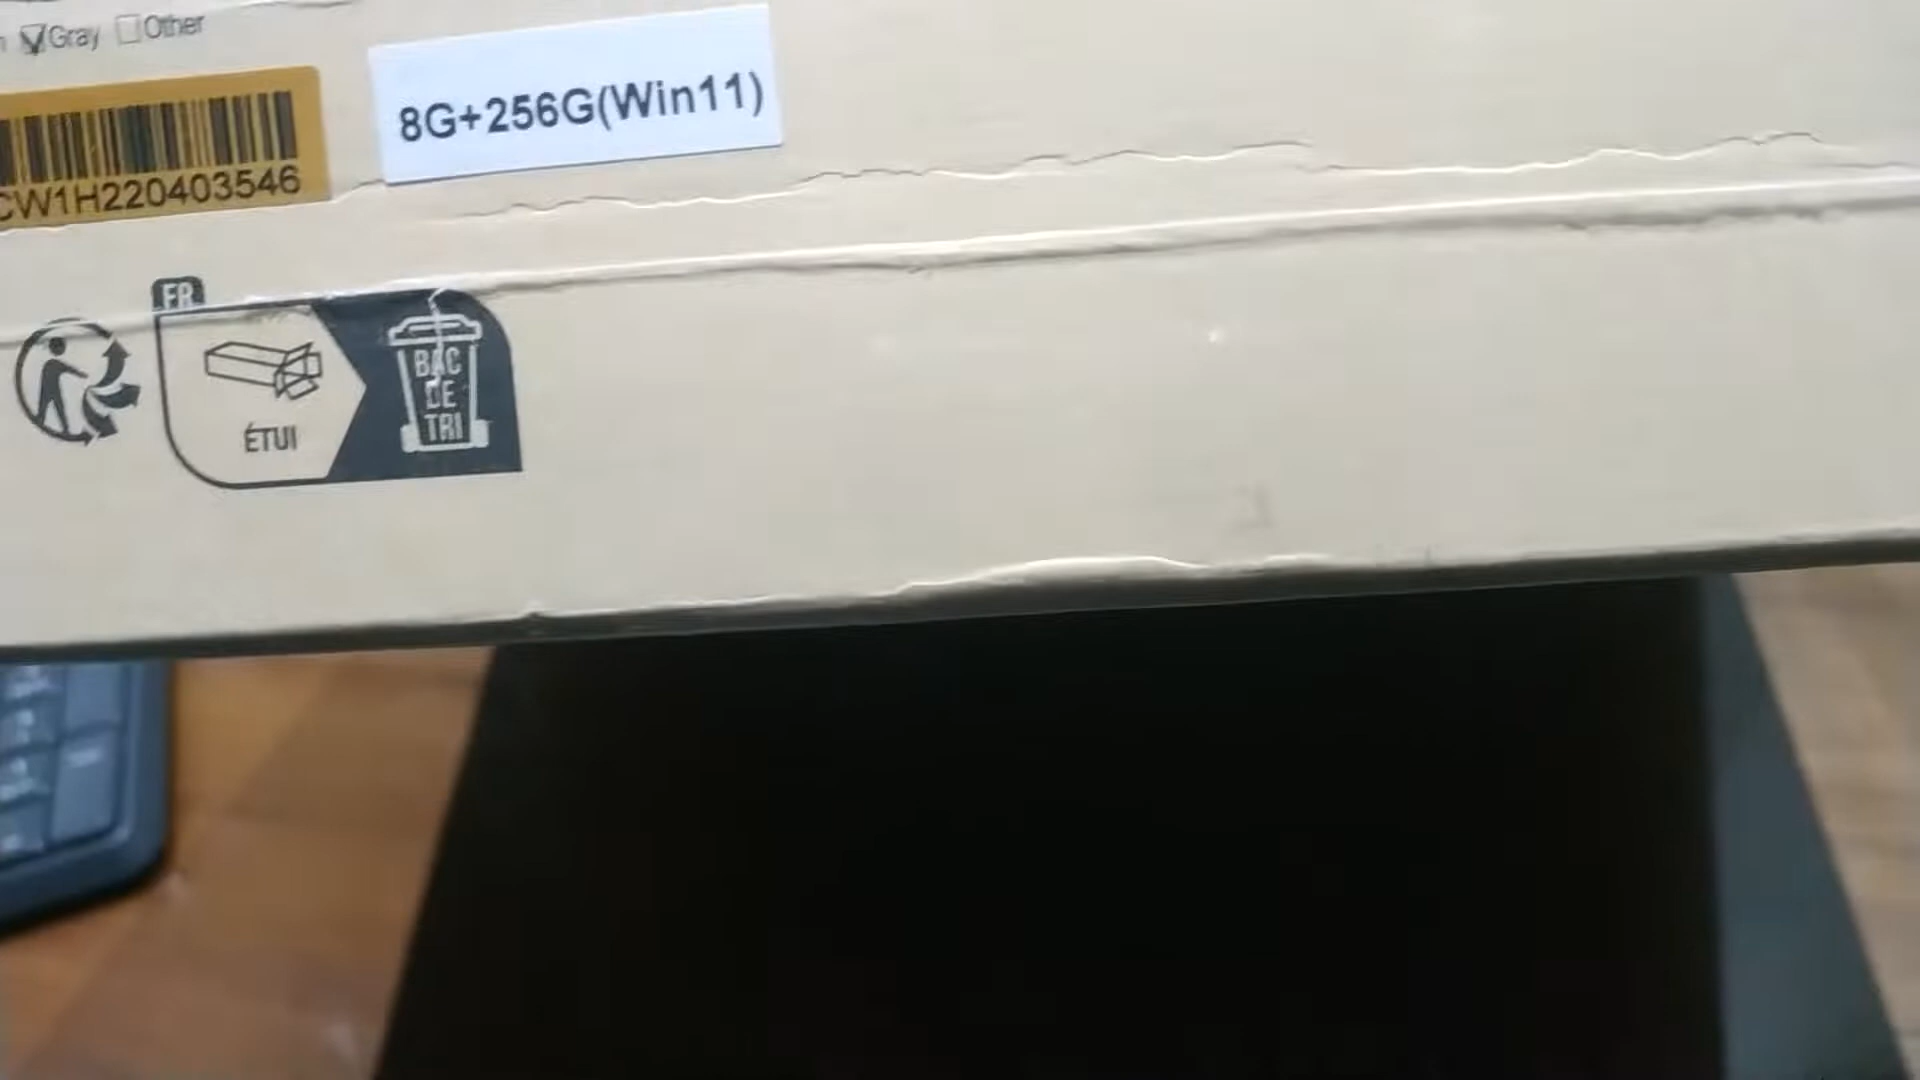 Gray Other
8G+256G(Win11)
CW1H220403546
FR
ÉTUI
BAC
DE
TRI